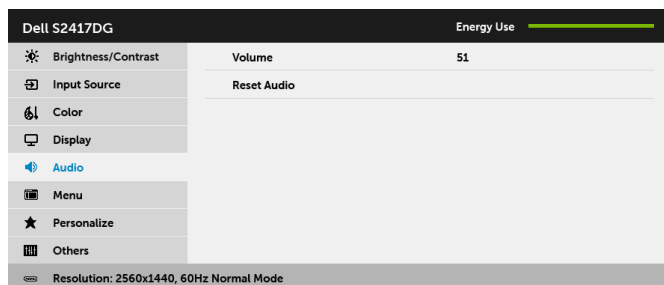 Dell S2417DG Energy Use
Brightness/Contrast Volume 51
Input Source Reset Audio
Color
Display
Audio
Menu
Personalize
Others
Resolution: 2560x1440, 60Hz Normal Mode